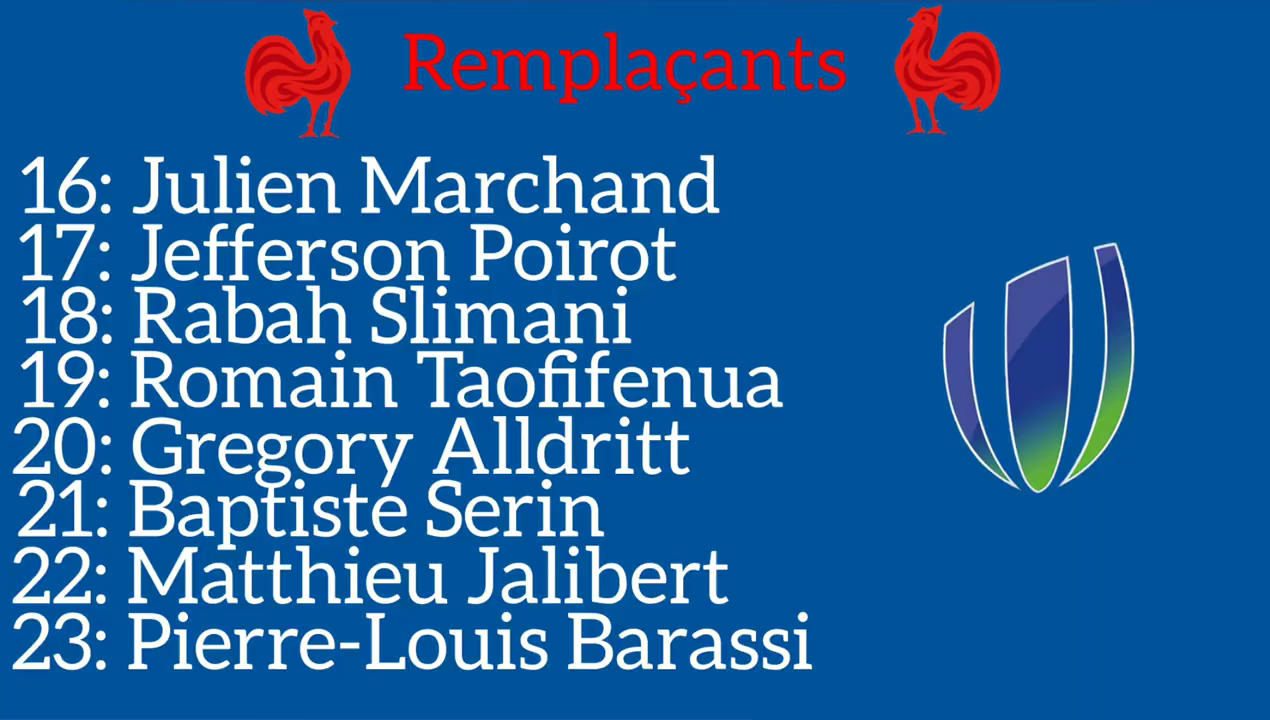 Remplaçants
16: Julien Marchand
17: Jefferson Poirot
18: Rabah Slimani
19: Romain Taofifenua
20: Gregory Alldritt
21: Baptiste Serin
22: Matthieu Jalibert
23: Pierre-Louis Barassi